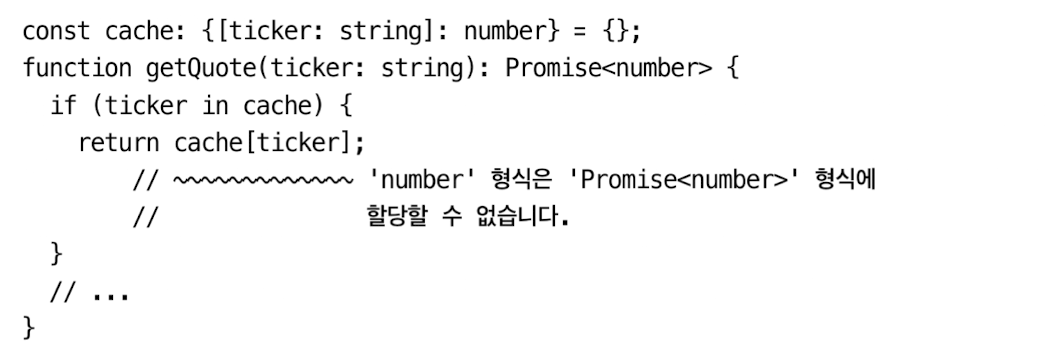 const cache: {[ticker: string]: number} = {};
function getQuote(ticker: string): Promise<number> {
  if (ticker in cache) {
    return cache[ticker];
        // ~~~~~~~~~~~~~ 'number' 형식은 'Promise<number>' 형식에
        //               할당할 수 없습니다.
  }
  // ...
}